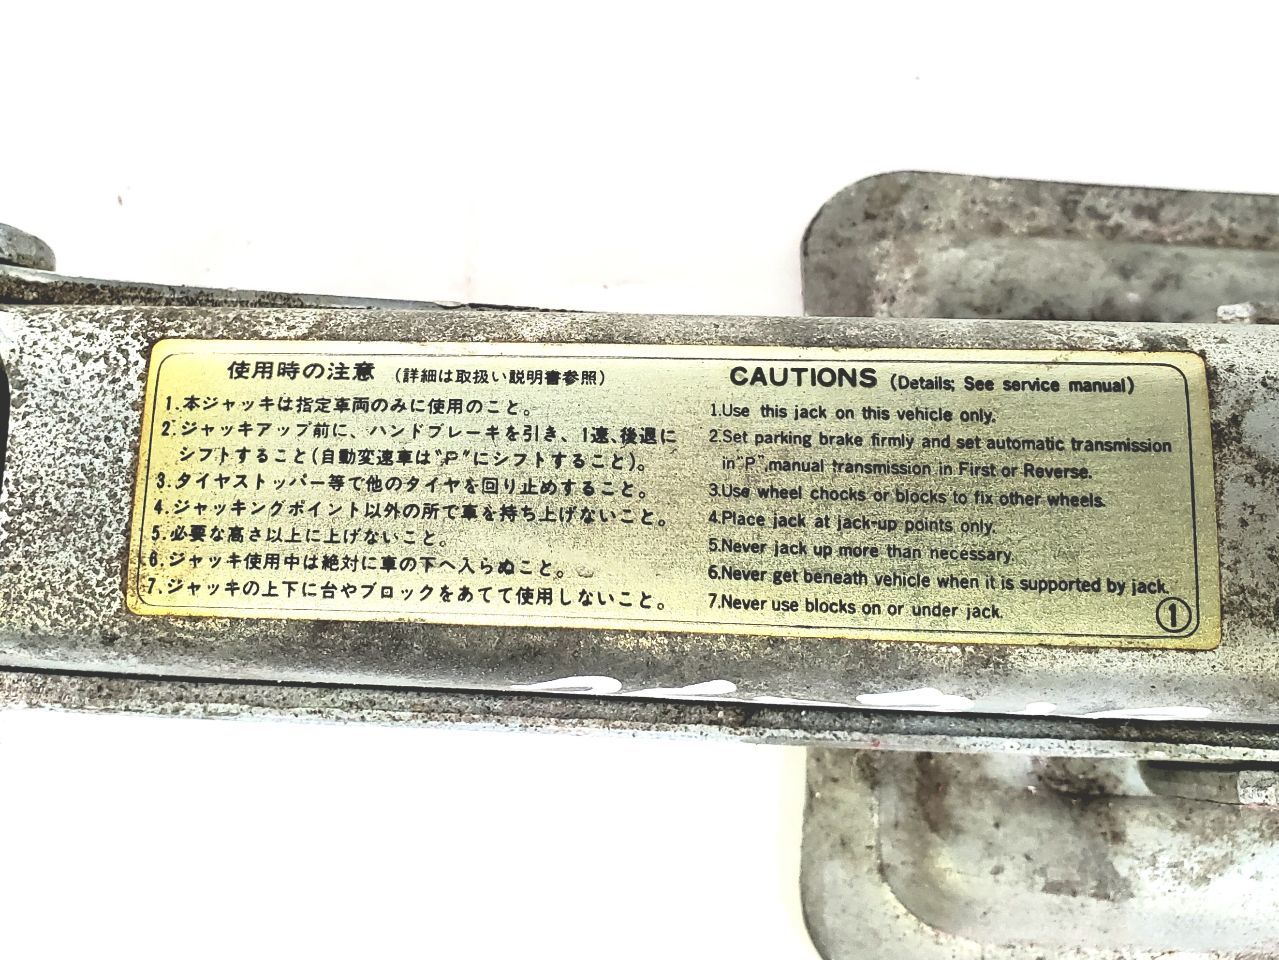 使用時の注意 (詳細は取扱い説明書参照)
1.本ジャッキは指定車両のみに使用のこと。
2.ジャッキアップ前に、ハンドブレーキを引き、1速、後退に
シフトすること(自動変速車は"P"にシフトすること)。
3.タイヤストッパー等で他のタイヤを回り止めすること。
4.ジャッキングポイント以外の所で車を持ち上げないこと。
5.必要な高さ以上に上げないこと。
6.ジャッキ使用中は絶対に車の下へ入らぬこと。
7.ジャッキの上下に台やブロックをあてて使用しないこと。
CAUTIONS (Details; See service manual)
1.Use this jack on this vehicle only.
2.Set parking brake firmly and set automatic transmission
in "P",manual transmission in First or Reverse.
3.Use wheel chocks or blocks to fix other wheels.
4.Place jack at jack-up points only.
5.Never jack up more than necessary.
6.Never get beneath vehicle when it is supported by jack.
7.Never use blocks on or under jack.
①